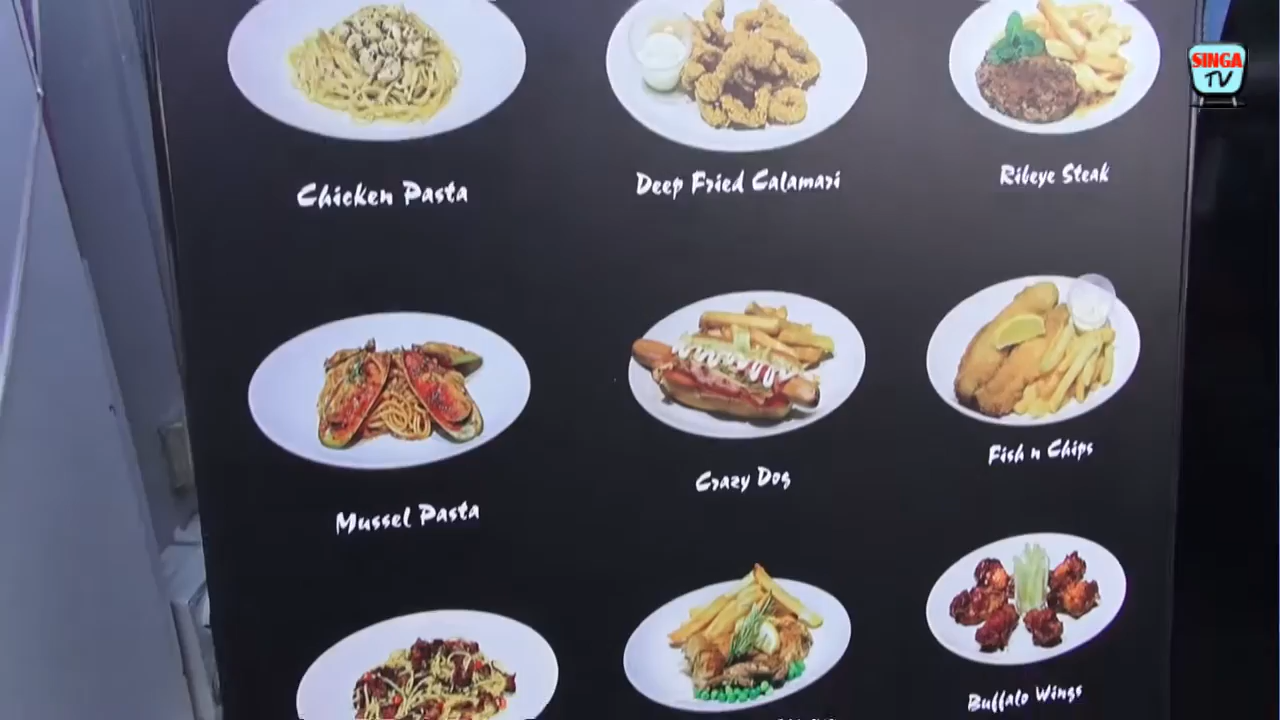 SINGA
TV
Chicken Pasta
Deep Fried Calamari
Ribeye Steak
Mussel Pasta
Crazy Dog
Fish n Chips
Buffalo Wings